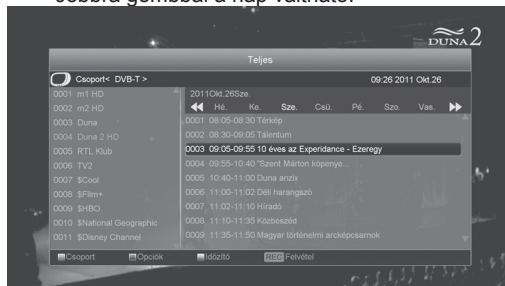 Jobbra gombbal a nap váltható.
DUNA2
Teljes
Csoport< DVB-T >
09:26 2011 Okt.26
0001 m1 HD
0002 m2 HD
0003 Duna
0004 Duna 2 HD
0005 RTL Klub
0006 TV2
0007 $Cool
0008 $Film+
0009 $HBO
0010 $National Geographic
0011 $Disney Channel
2011Okt.26Sze.
Hé. Ke. Sze. Csü. Pé. Szo. Vas.
0001 08:05-08:30 Térkép
0002 08:30-09:05 Tálentum
0003 09:05-09:55 10 éves az Experidance - Ezeregy
0004 09:55-10:40 "Szent Márton köpenye...
0005 10:40-11:00 Duna anzix
0006 11:00-11:02 Déli harangszó
0007 11:02-11:10 Híradó
0008 11:10-11:35 Közbeszéd
0009 11:35-11:50 Magyar történelmi arcképcsarnok
Csoport Opciók Időzítő REC Felvétel